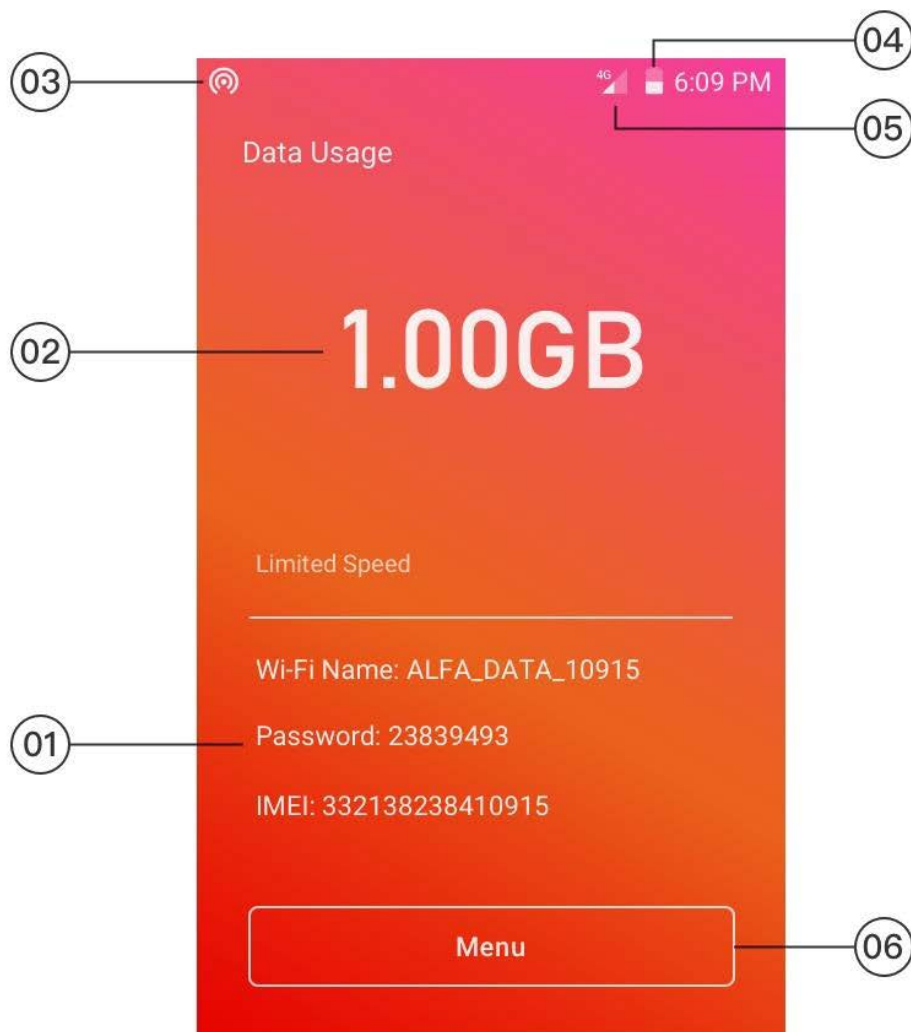 04
03
4G 6:09 PM
05
Data Usage
02
1.00GB
Limited Speed
Wi-Fi Name: ALFA_DATA_10915
01
Password: 23839493
IMEI: 332138238410915
Menu
06